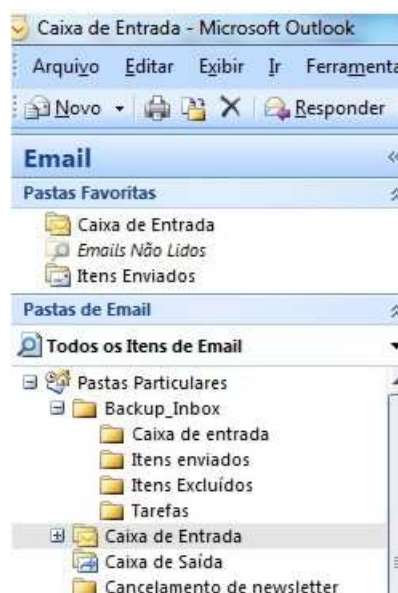 Caixa de Entrada - Microsoft Outlook
Arquivo Editar Exibir Ir Ferramenta
Novo Responder
Email «
Pastas Favoritas
Caixa de Entrada
Emails Não Lidos
Itens Enviados
Pastas de Email
Todos os Itens de Email
Pastas Particulares
Backup_Inbox
Caixa de entrada
Itens enviados
Itens Excluídos
Tarefas
Caixa de Entrada
Caixa de Saída
Cancelamento de newsletter